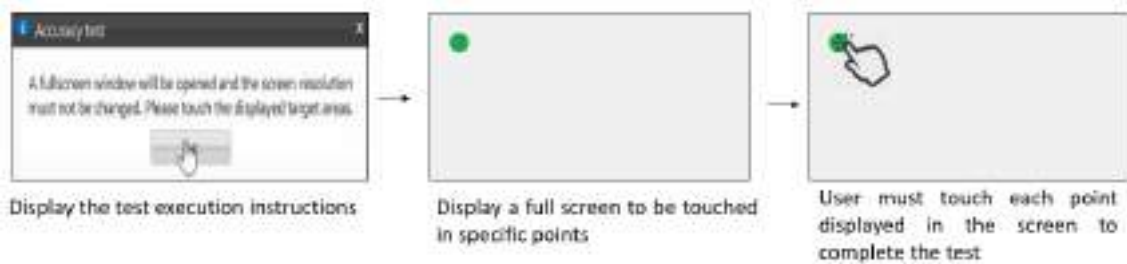 Accuracy test X
A fullscreen window will be opened and the screen resolution
must not be changed. Please touch the displayed target areas.
Display the test execution instructions
Display a full screen to be touched
in specific points
User must touch each point
displayed in the screen to
complete the test